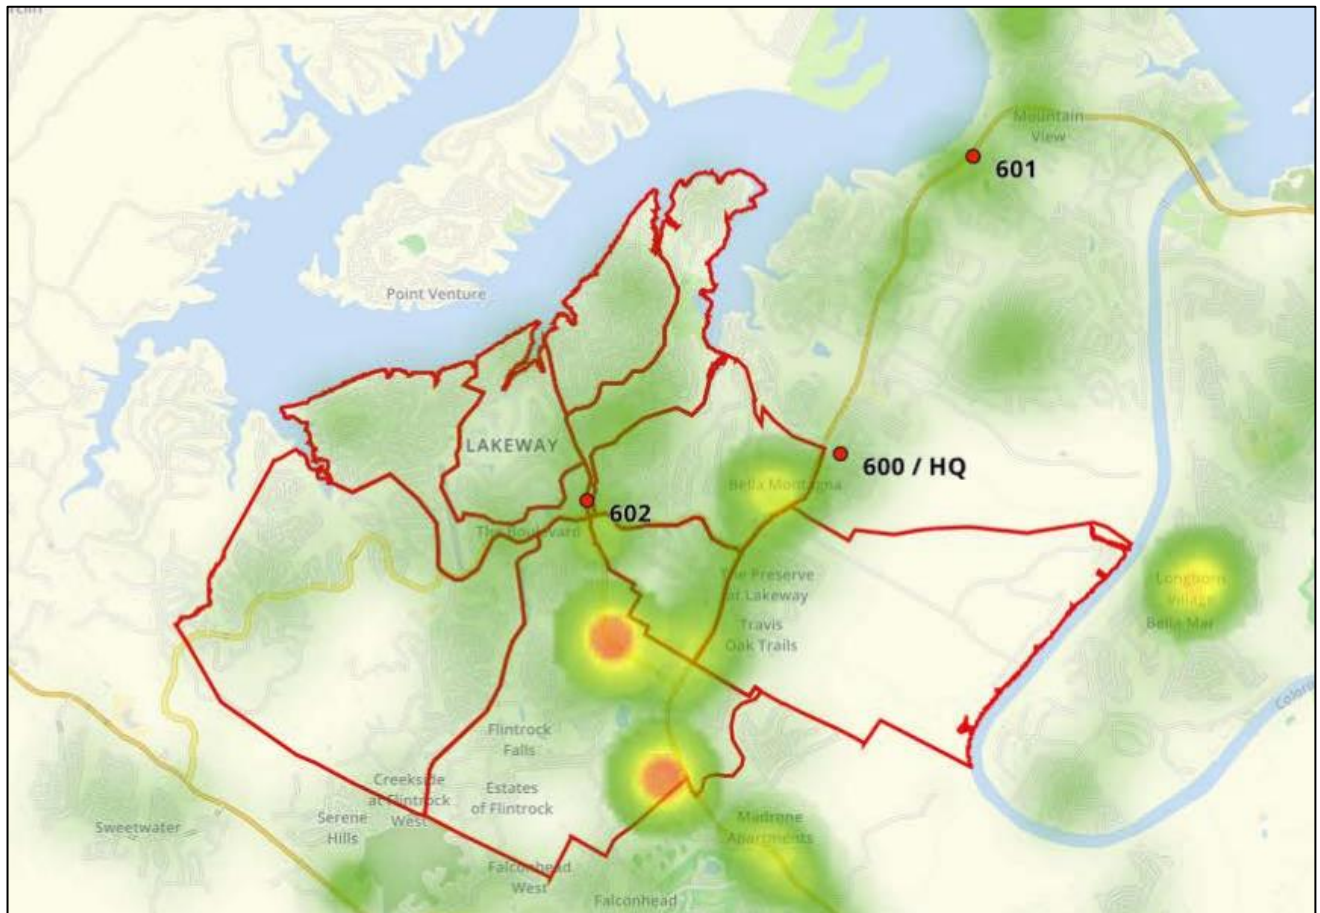 Mountain
View
601
Point Venture
LAKEWAY
600 / HQ
Bella Montagna
602
The Boulevard
The Preserve
at Lakeway
Longhorn
Village
Bella Mar
Travis
Oak Trails
Flintrock
Falls
Creekside
at Flintrock
West
Estates
of Flintrock
Serene
Hills
Sweetwater
Madrone
Apartments
Falconhead
West
Falconhead